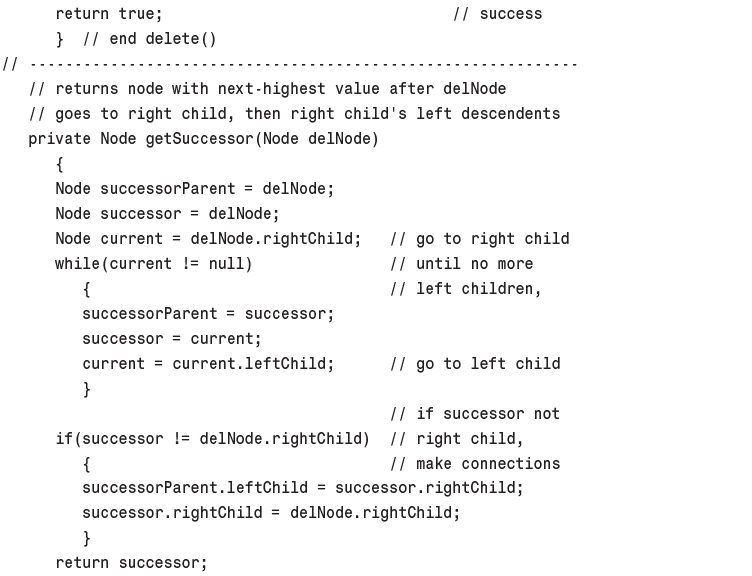 return true;                                // success
      }  // end delete()
// -------------------------------------------------------------
   // returns node with next-highest value after delNode
   // goes to right child, then right child's left descendents
   private Node getSuccessor(Node delNode)
      {
      Node successorParent = delNode;
      Node successor = delNode;
      Node current = delNode.rightChild;   // go to right child
      while(current != null)               // until no more
         {                                 // left children,
         successorParent = successor;
         successor = current;
         current = current.leftChild;      // go to left child
         }
                                           // if successor not
      if(successor != delNode.rightChild)  // right child,
         {                                 // make connections
         successorParent.leftChild = successor.rightChild;
         successor.rightChild = delNode.rightChild;
         }
      return successor;